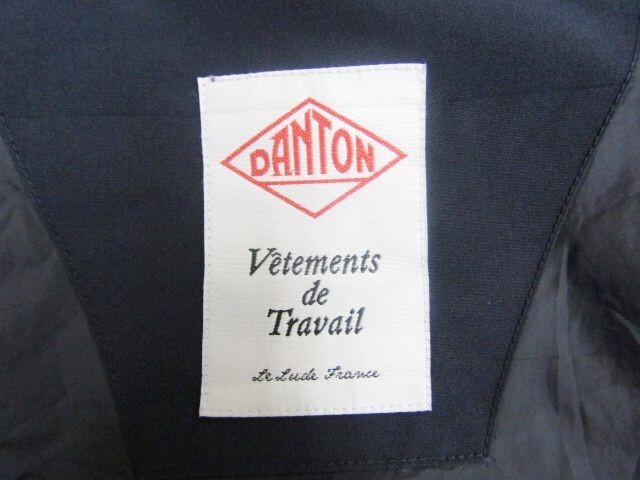 DANTON
Vêtements
de
Travail
Le Lude France